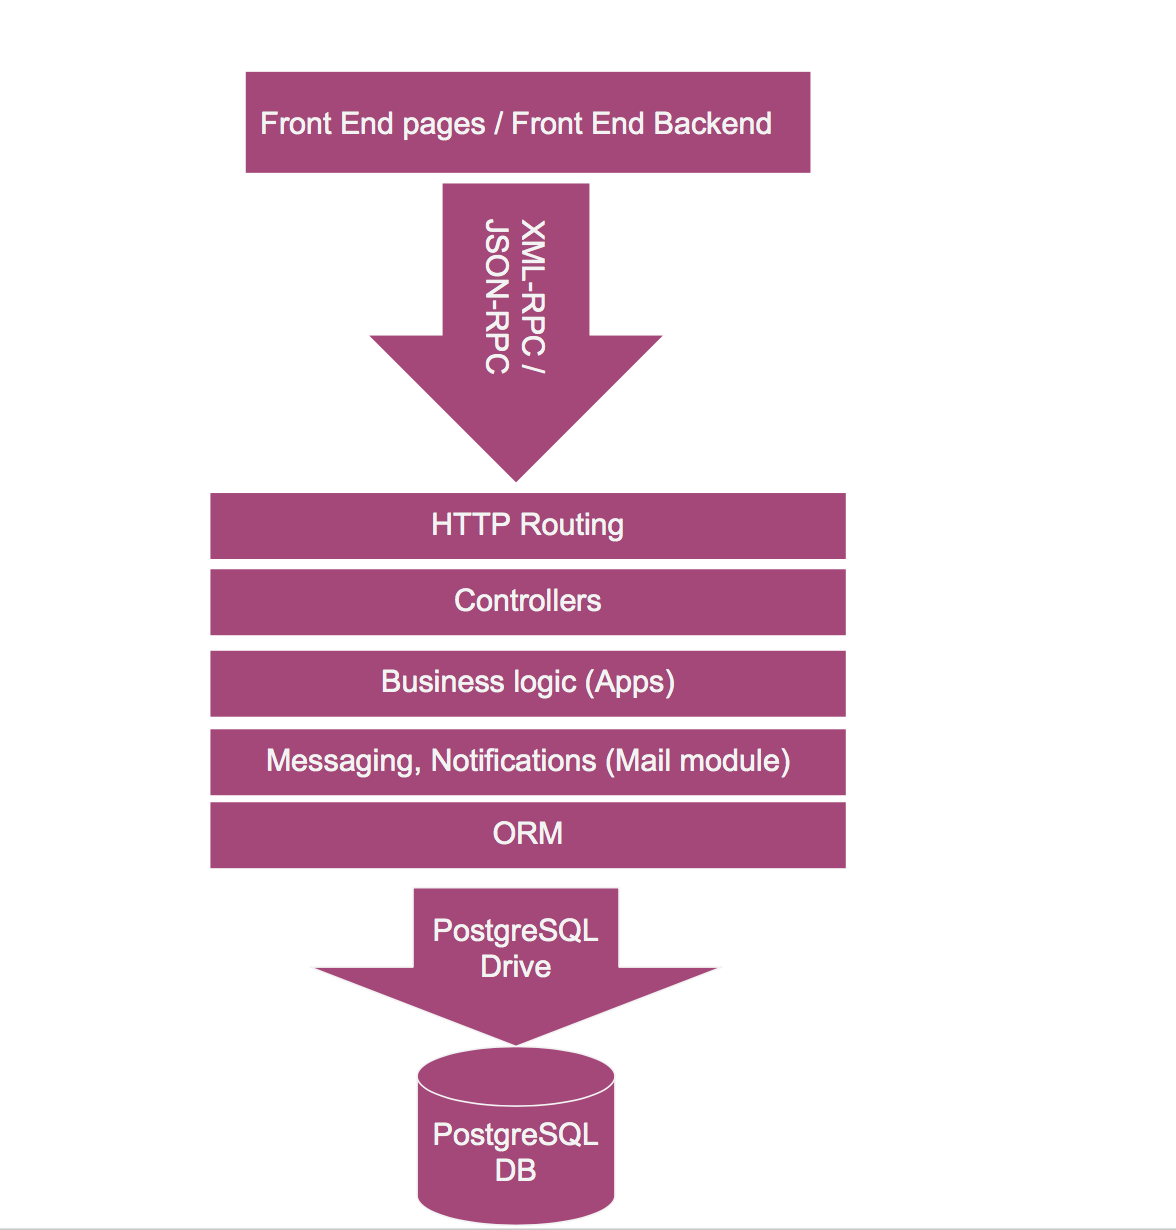 Front End pages / Front End Backend
XML-RPC /
JSON-RPC
HTTP Routing
Controllers
Business logic (Apps)
Messaging, Notifications (Mail module)
ORM
PostgreSQL
Drive
PostgreSQL
DB